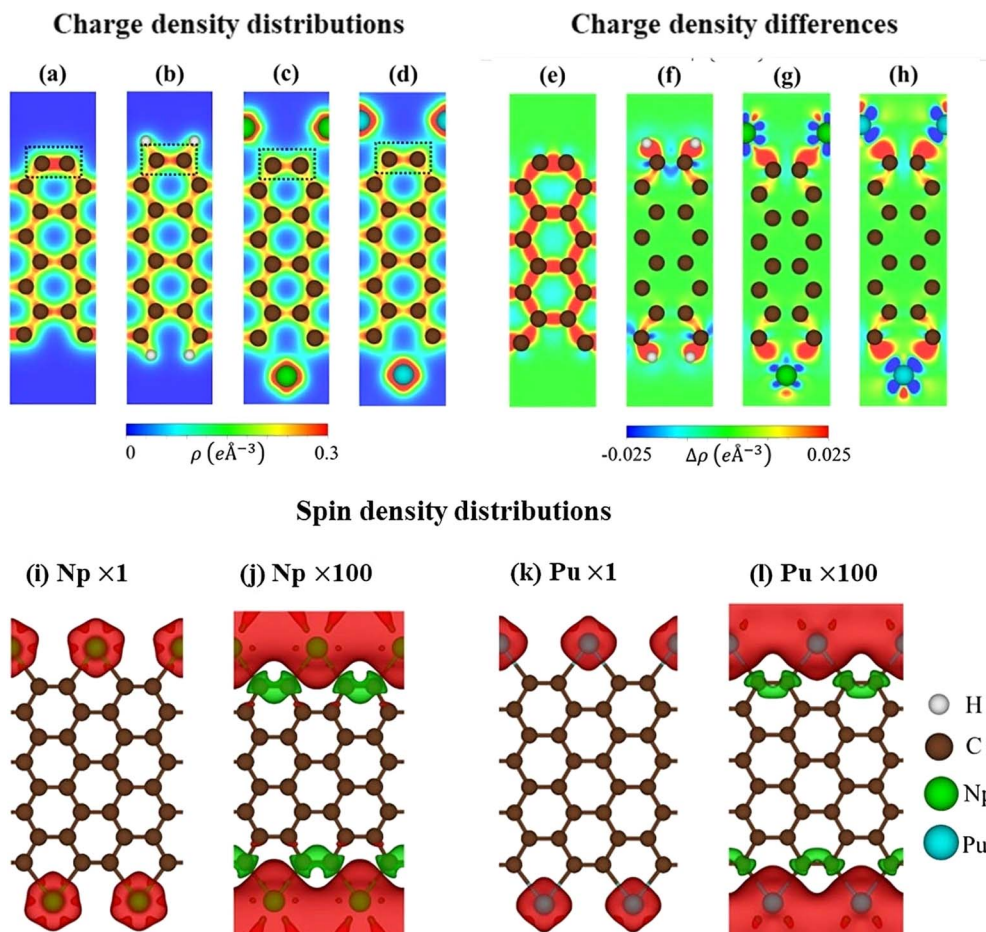 Charge density distributions
Charge density differences
(a) (b) (c) (d)
(e) (f) (g) (h)
0 ρ (eÅ⁻³) 0.3
-0.025 Δρ (eÅ⁻³) 0.025
Spin density distributions
(i) Np ×1
(j) Np ×100
(k) Pu ×1
(l) Pu ×100
H
C
Np
Pu